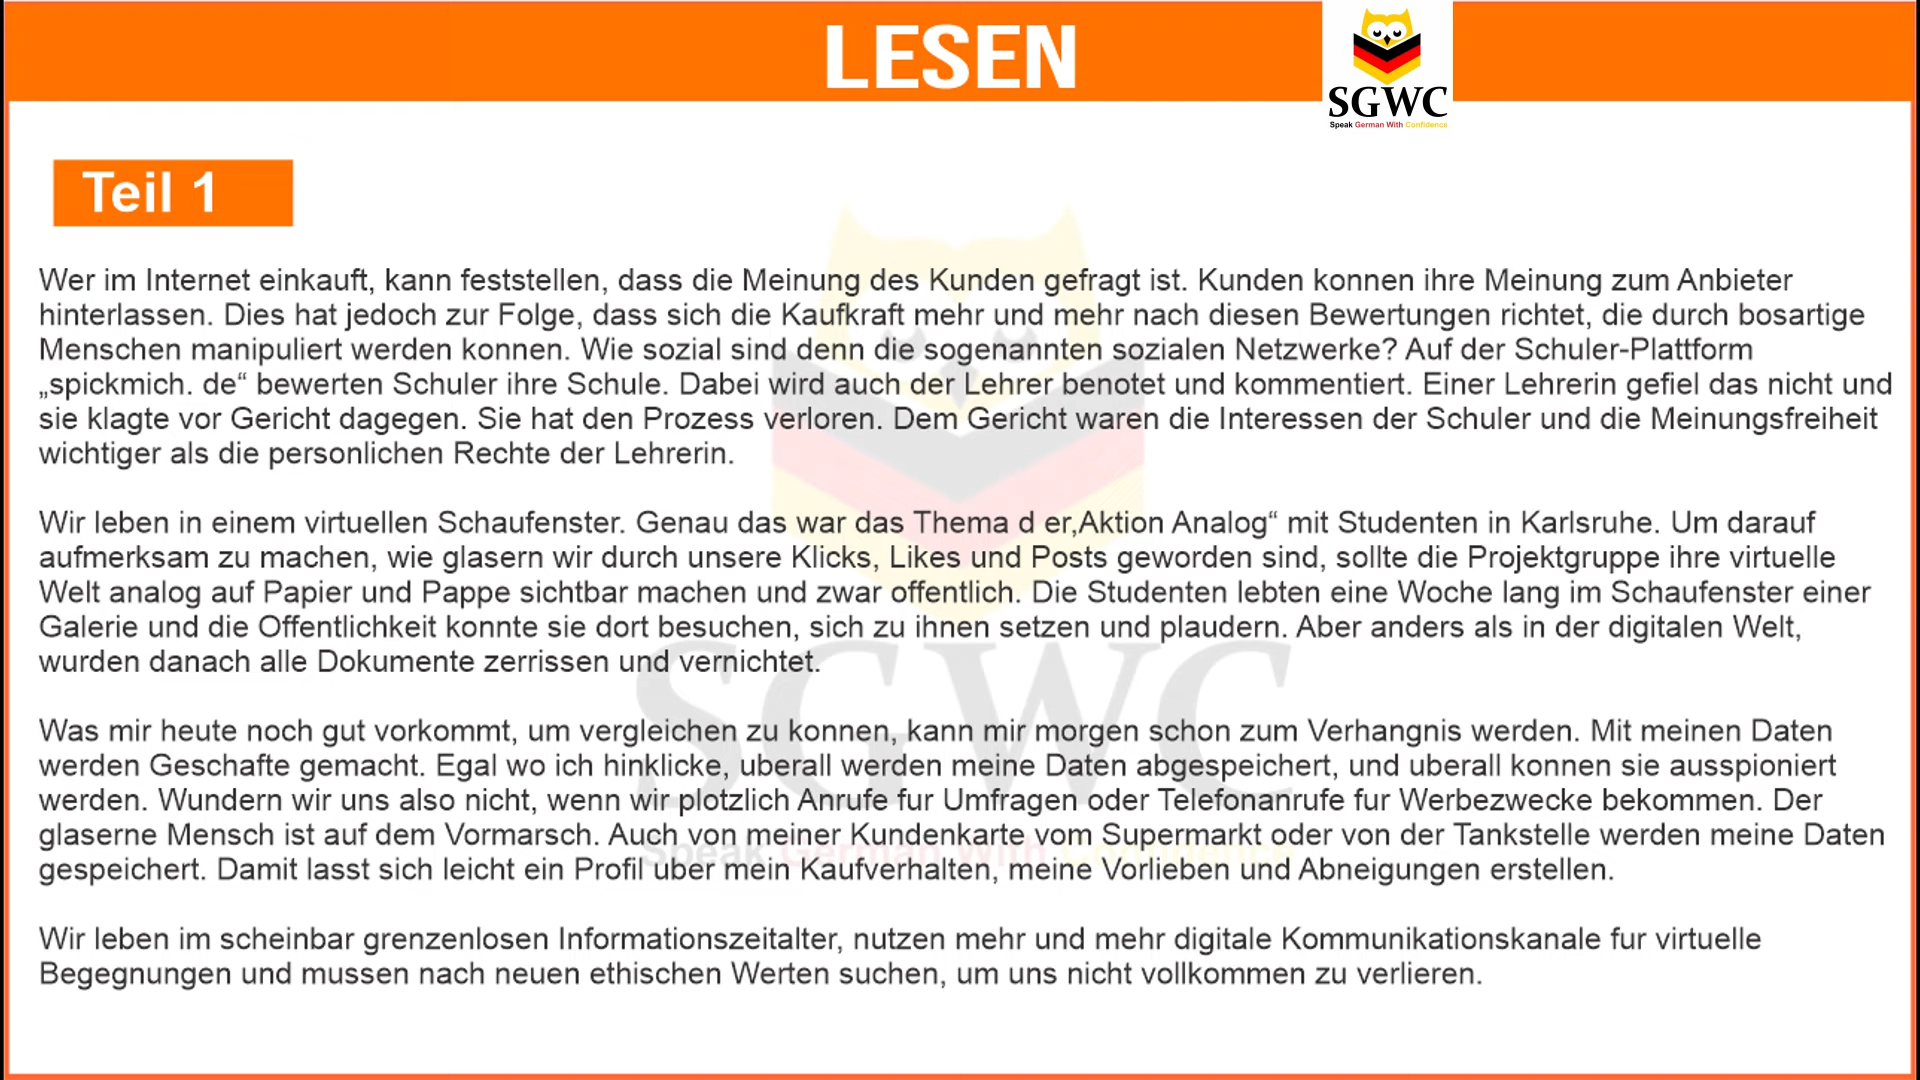 LESEN
SGWC
Speak German With Confidence
Teil 1
Wer im Internet einkauft, kann feststellen, dass die Meinung des Kunden gefragt ist. Kunden konnen ihre Meinung zum Anbieter
hinterlassen. Dies hat jedoch zur Folge, dass sich die Kaufkraft mehr und mehr nach diesen Bewertungen richtet, die durch bosartige
Menschen manipuliert werden konnen. Wie sozial sind denn die sogenannten sozialen Netzwerke? Auf der Schuler-Plattform
„spickmich. de“ bewerten Schuler ihre Schule. Dabei wird auch der Lehrer benotet und kommentiert. Einer Lehrerin gefiel das nicht und
sie klagte vor Gericht dagegen. Sie hat den Prozess verloren. Dem Gericht waren die Interessen der Schuler und die Meinungsfreiheit
wichtiger als die personlichen Rechte der Lehrerin.
Wir leben in einem virtuellen Schaufenster. Genau das war das Thema d er,Aktion Analog“ mit Studenten in Karlsruhe. Um darauf
aufmerksam zu machen, wie glasern wir durch unsere Klicks, Likes und Posts geworden sind, sollte die Projektgruppe ihre virtuelle
Welt analog auf Papier und Pappe sichtbar machen und zwar offentlich. Die Studenten lebten eine Woche lang im Schaufenster einer
Galerie und die Offentlichkeit konnte sie dort besuchen, sich zu ihnen setzen und plaudern. Aber anders als in der digitalen Welt,
wurden danach alle Dokumente zerrissen und vernichtet.
Was mir heute noch gut vorkommt, um vergleichen zu konnen, kann mir morgen schon zum Verhangnis werden. Mit meinen Daten
werden Geschafte gemacht. Egal wo ich hinklicke, uberall werden meine Daten abgespeichert, und uberall konnen sie ausspioniert
werden. Wundern wir uns also nicht, wenn wir plotzlich Anrufe fur Umfragen oder Telefonanrufe fur Werbezwecke bekommen. Der
glaserne Mensch ist auf dem Vormarsch. Auch von meiner Kundenkarte vom Supermarkt oder von der Tankstelle werden meine Daten
gespeichert. Damit lasst sich leicht ein Profil uber mein Kaufverhalten, meine Vorlieben und Abneigungen erstellen.
Wir leben im scheinbar grenzenlosen Informationszeitalter, nutzen mehr und mehr digitale Kommunikationskanale fur virtuelle
Begegnungen und mussen nach neuen ethischen Werten suchen, um uns nicht vollkommen zu verlieren.
SGWC
Speak German With Confidence